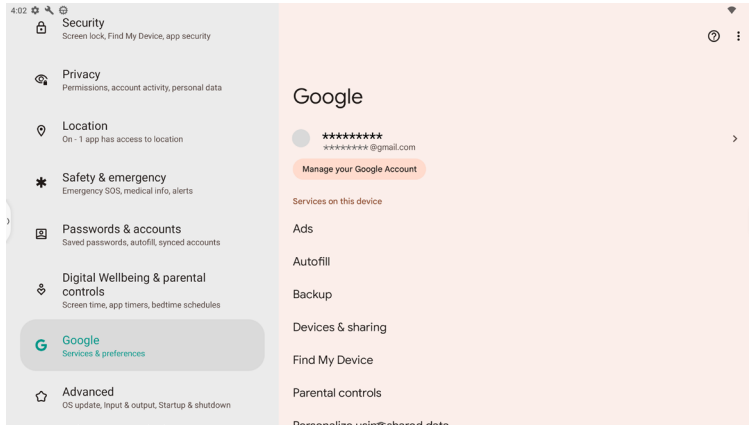 4:02
Security
Screen lock, Find My Device, app security
Privacy
Permissions, account activity, personal data
Location
On - 1 app has access to location
Safety & emergency
Emergency SOS, medical info, alerts
Passwords & accounts
Saved passwords, autofill, synced accounts
Digital Wellbeing & parental
controls
Screen time, app timers, bedtime schedules
Google
Services & preferences
Advanced
OS update, Input & output, Startup & shutdown
Google
*********
********@gmail.com
Manage your Google Account
Services on this device
Ads
Autofill
Backup
Devices & sharing
Find My Device
Parental controls
Personalize using shared data